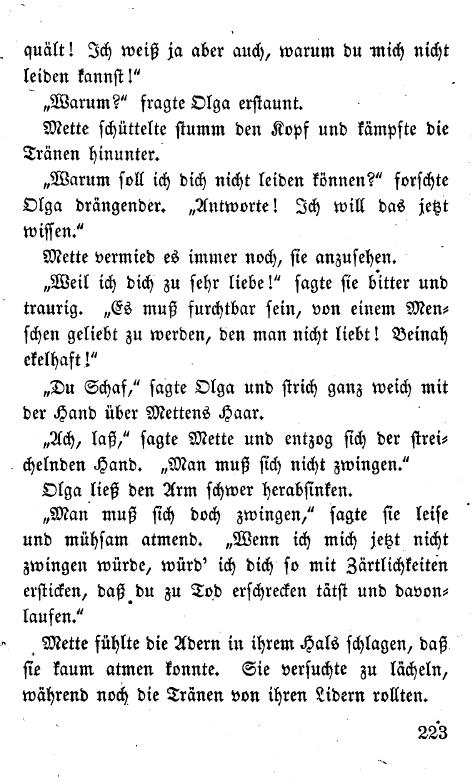 quält! Ich weiß ja aber auch, warum du mich nicht
leiden kannst!“
„Warum?“ fragte Olga erstaunt.
Mette schüttelte stumm den Kopf und kämpfte die
Tränen hinunter.
„Warum soll ich dich nicht leiden können?“ forschte
Olga drängender. „Antworte! Ich will das jetzt
wissen.“
Mette vermied es immer noch, sie anzusehen.
„Weil ich dich zu sehr liebe!“ sagte sie bitter und
traurig. „Es muß furchtbar sein, von einem Men-
schen geliebt zu werden, den man nicht liebt! Beinah
ekelhaft!“
„Du Schaf,“ sagte Olga und strich ganz weich mit
der Hand über Mettens Haar.
„Ach, laß,“ sagte Mette und entzog sich der strei-
chelnden Hand. „Man muß sich nicht zwingen.“
Olga ließ den Arm schwer herabsinken.
„Man muß sich doch zwingen,“ sagte sie leise
und mühsam atmend. „Wenn ich mich jetzt nicht
zwingen würde, würd’ ich dich so mit Zärtlichkeiten
ersticken, daß du zu Tod erschrecken tätst und davon-
laufen.“
Mette fühlte die Adern in ihrem Hals schlagen, daß
sie kaum atmen konnte. Sie versuchte zu lächeln,
während noch die Tränen von ihren Lidern rollten.
223